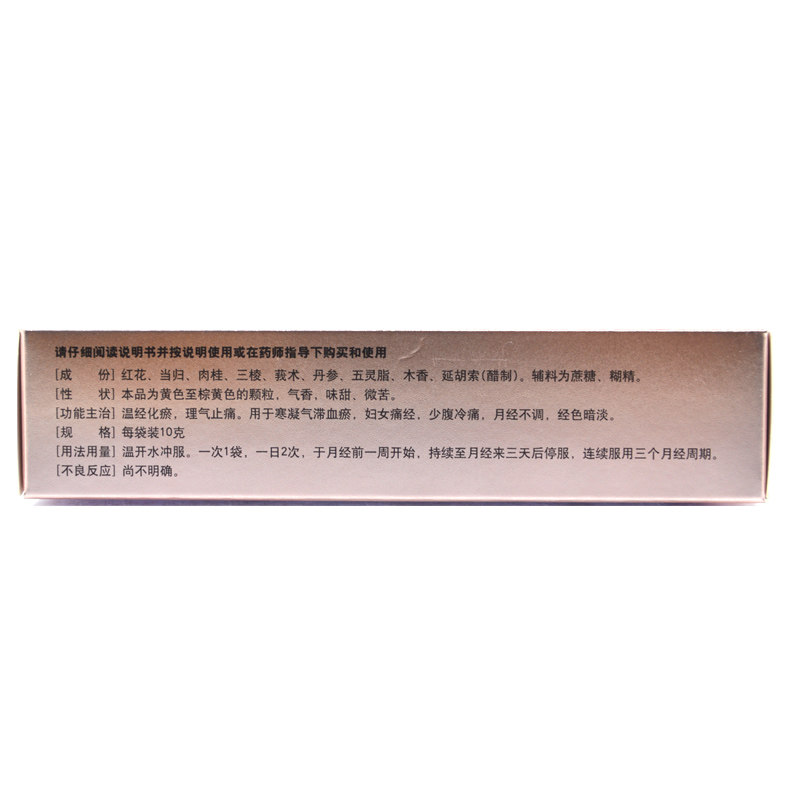 请仔细阅读说明书并按说明使用或在药师指导下购买和使用
[成 份] 红花、当归、肉桂、三棱、莪术、丹参、五灵脂、木香、延胡索(醋制)。辅料为蔗糖、糊精。
[性 状] 本品为黄色至棕黄色的颗粒，气香，味甜、微苦。
[功能主治] 温经化瘀，理气止痛。用于寒凝气滞血瘀，妇女痛经，少腹冷痛，月经不调，经色暗淡。
[规 格] 每袋装10克
[用法用量] 温开水冲服。一次1袋，一日2次，于月经前一周开始，持续至月经来三天后停服，连续服用三个月经周期。
[不良反应] 尚不明确。